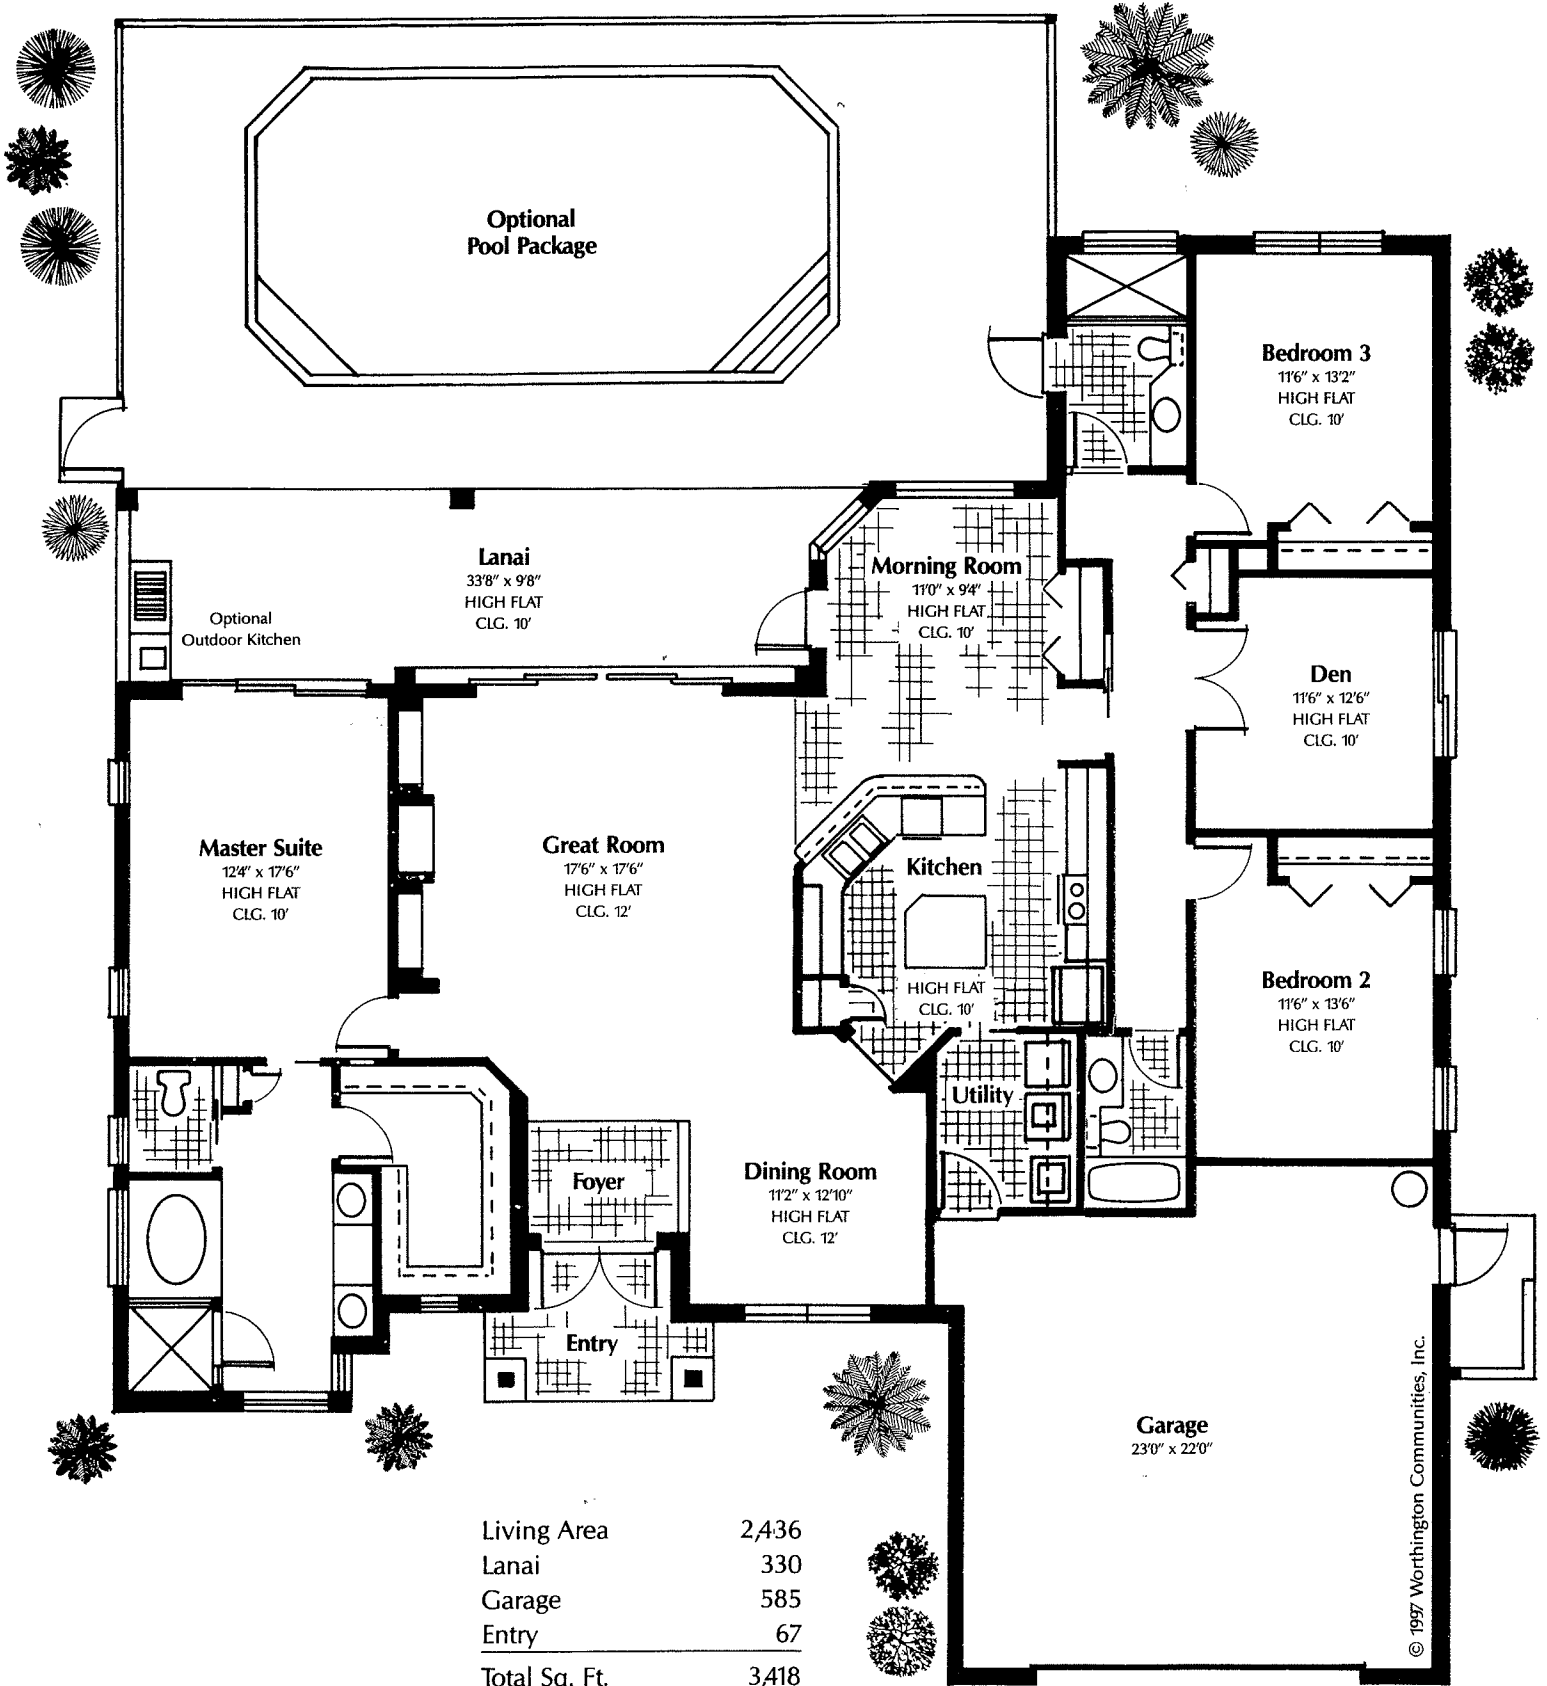 Optional
Pool Package
Bedroom 3
11'6" x 13'2"
HIGH FLAT
CLG. 10'
Lanai
33'8" x 9'8"
HIGH FLAT
CLG. 10'
Optional
Outdoor Kitchen
Morning Room
11'0" x 9'4"
HIGH FLAT
CLG. 10'
Den
11'6" x 12'6"
HIGH FLAT
CLG. 10'
Master Suite
12'4" x 17'6"
HIGH FLAT
CLG. 10'
Great Room
17'6" x 17'6"
HIGH FLAT
CLG. 12'
Kitchen
HIGH FLAT
CLG. 10'
Bedroom 2
11'6" x 13'6"
HIGH FLAT
CLG. 10'
Utility
Foyer
Dining Room
11'2" x 12'10"
HIGH FLAT
CLG. 12'
Entry
Garage
23'0" x 22'0"
© 1997 Worthington Communities, Inc.
Living Area 2,436
Lanai 330
Garage 585
Entry 67
Total Sq. Ft. 3,418